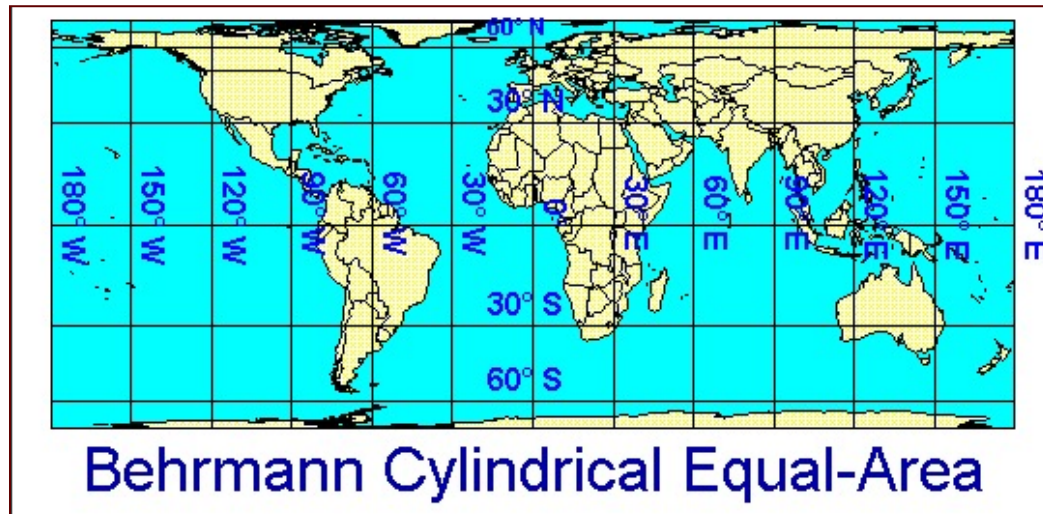 60° N
30° N
180° W
150° W
120° W
90° W
60° W
30° W
0°
30° E
60° E
90° E
120° E
150° E
180° E
30° S
60° S
Behrmann Cylindrical Equal-Area